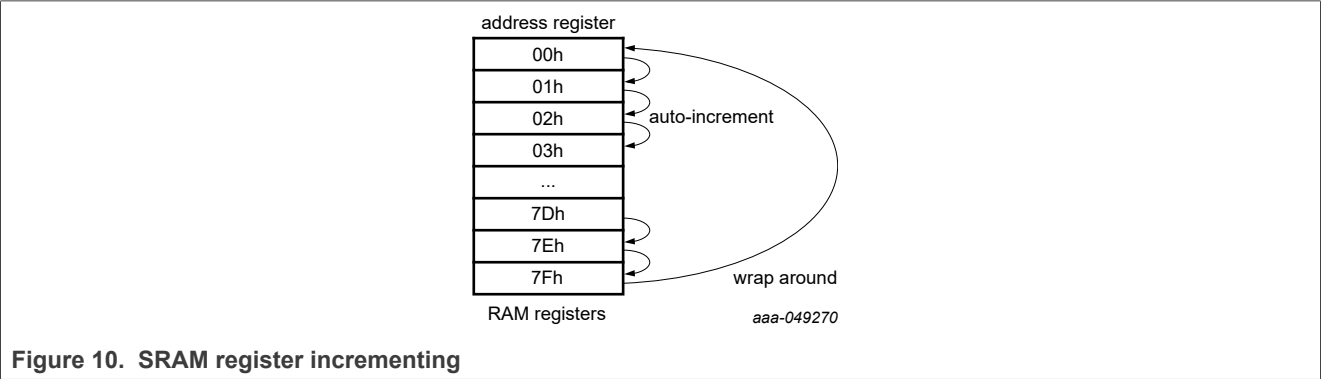 address register
00h
01h
02h
auto-increment
03h
...
7Dh
7Eh
7Fh
wrap around
RAM registers
aaa-049270
Figure 10. SRAM register incrementing